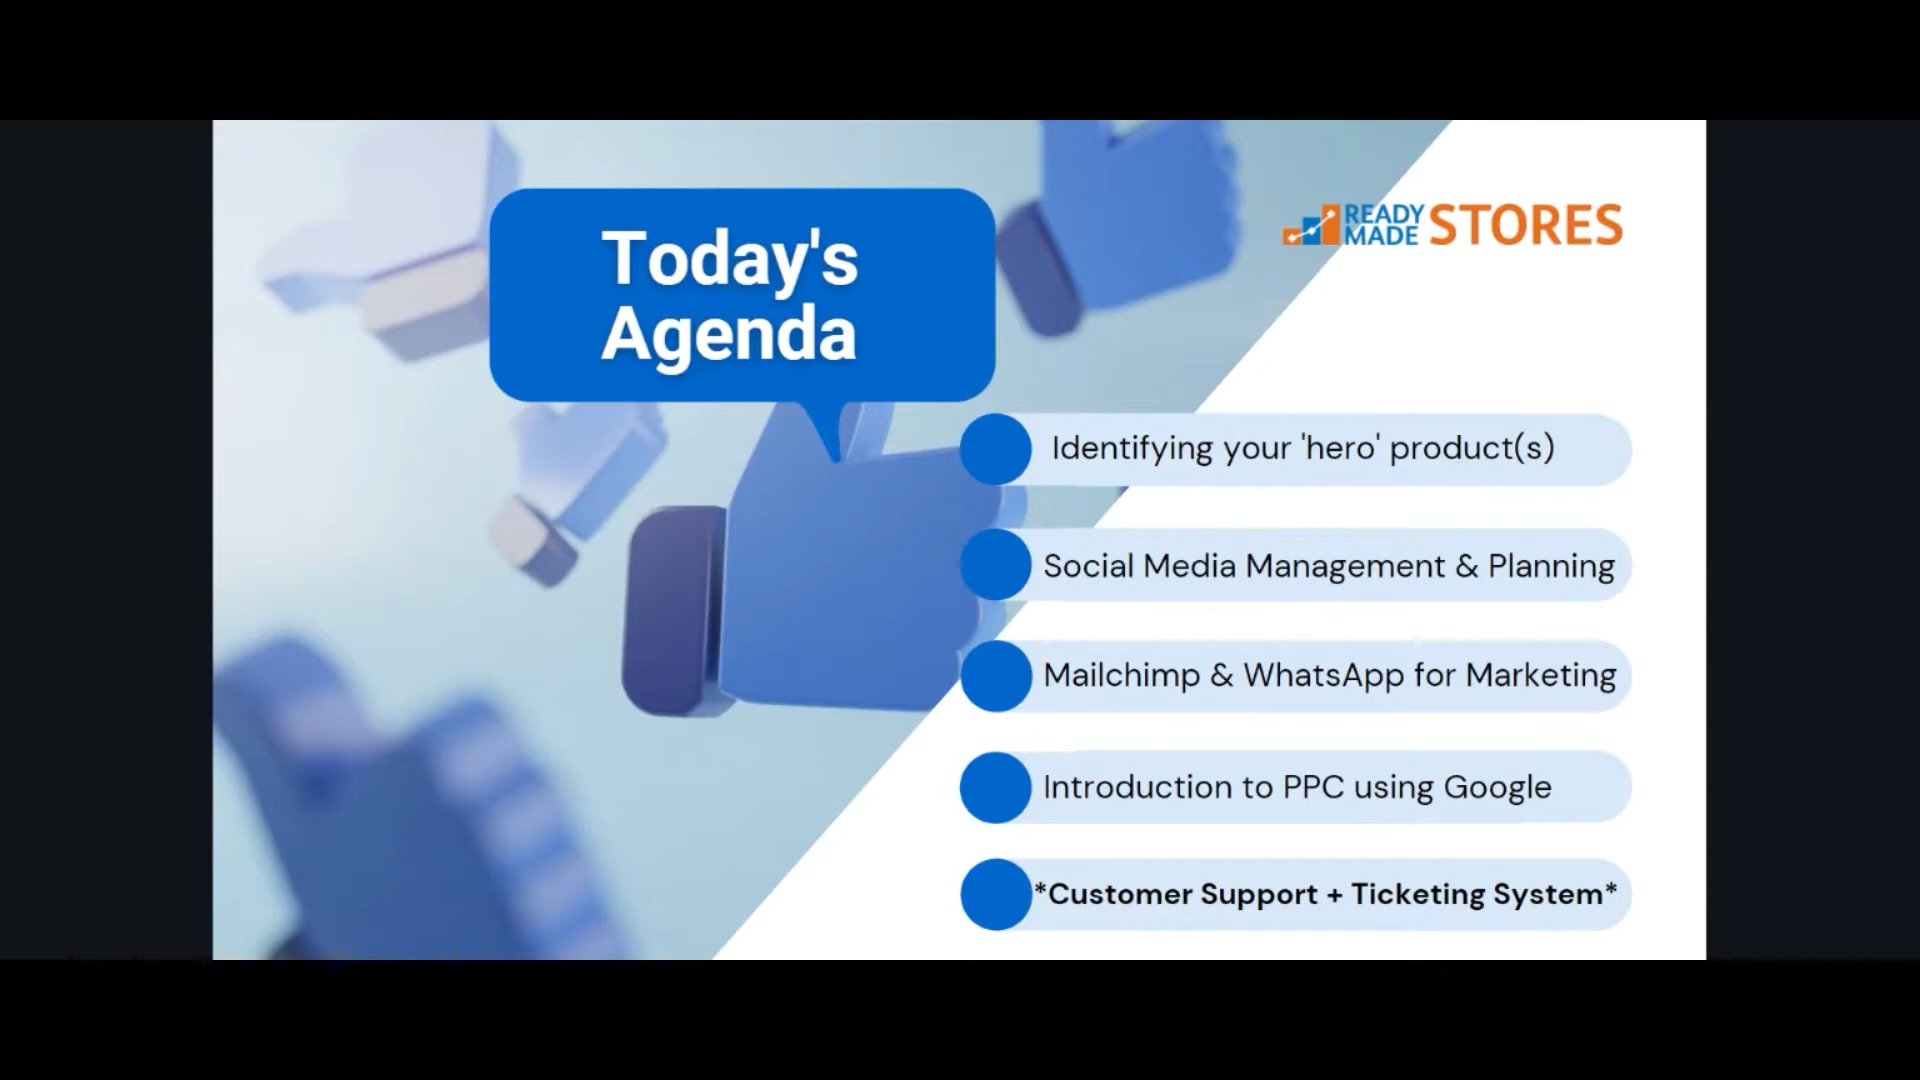 Today's
Agenda
READY
MADE STORES
Identifying your 'hero' product(s)
Social Media Management & Planning
Mailchimp & WhatsApp for Marketing
Introduction to PPC using Google
*Customer Support + Ticketing System*